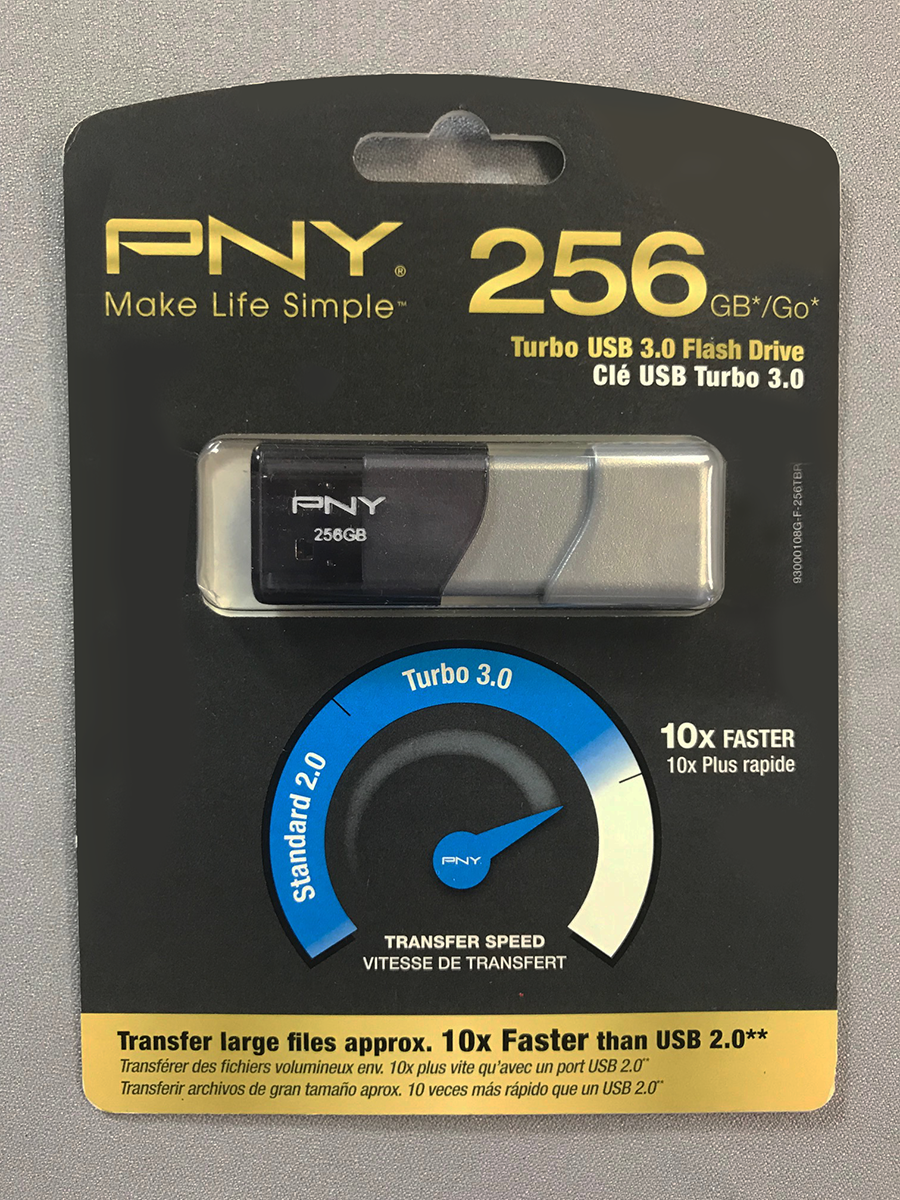 PNY®
Make Life Simple™
256 GB*/Go*
Turbo USB 3.0 Flash Drive
Clé USB Turbo 3.0
PNY
256GB
93000108G-F-256TBR
Turbo 3.0
Standard 2.0
10x FASTER
10x Plus rapide
PNY
TRANSFER SPEED
VITESSE DE TRANSFERT
Transfer large files approx. 10x Faster than USB 2.0**
Transférer des fichiers volumineux env. 10x plus vite qu'avec un port USB 2.0**
Transferir archivos de gran tamaño aprox. 10 veces más rápido que un USB 2.0**